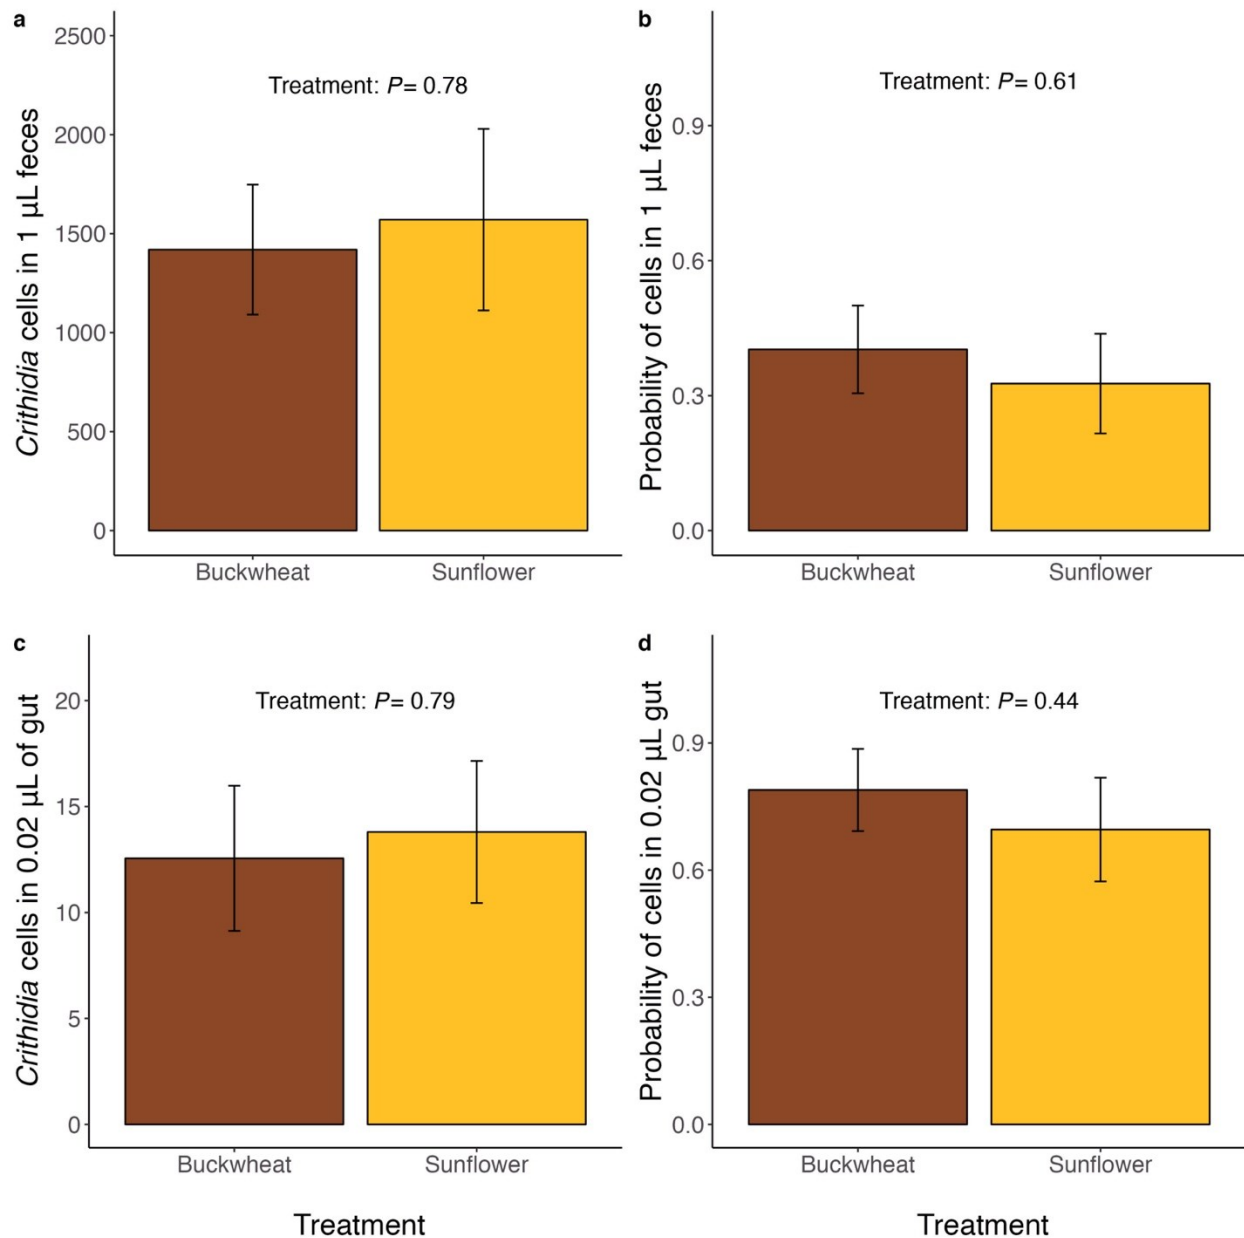 a
Crithidia cells in 1 µL feces
2500
2000
1500
1000
500
0
Treatment: P= 0.78
Buckwheat
Sunflower
b
Probability of cells in 1 µL feces
0.9
0.6
0.3
0.0
Treatment: P= 0.61
Buckwheat
Sunflower
c
Crithidia cells in 0.02 µL of gut
20
15
10
5
0
Treatment: P= 0.79
Buckwheat
Sunflower
Treatment
d
Probability of cells in 0.02 µL gut
0.9
0.6
0.3
0.0
Treatment: P= 0.44
Buckwheat
Sunflower
Treatment